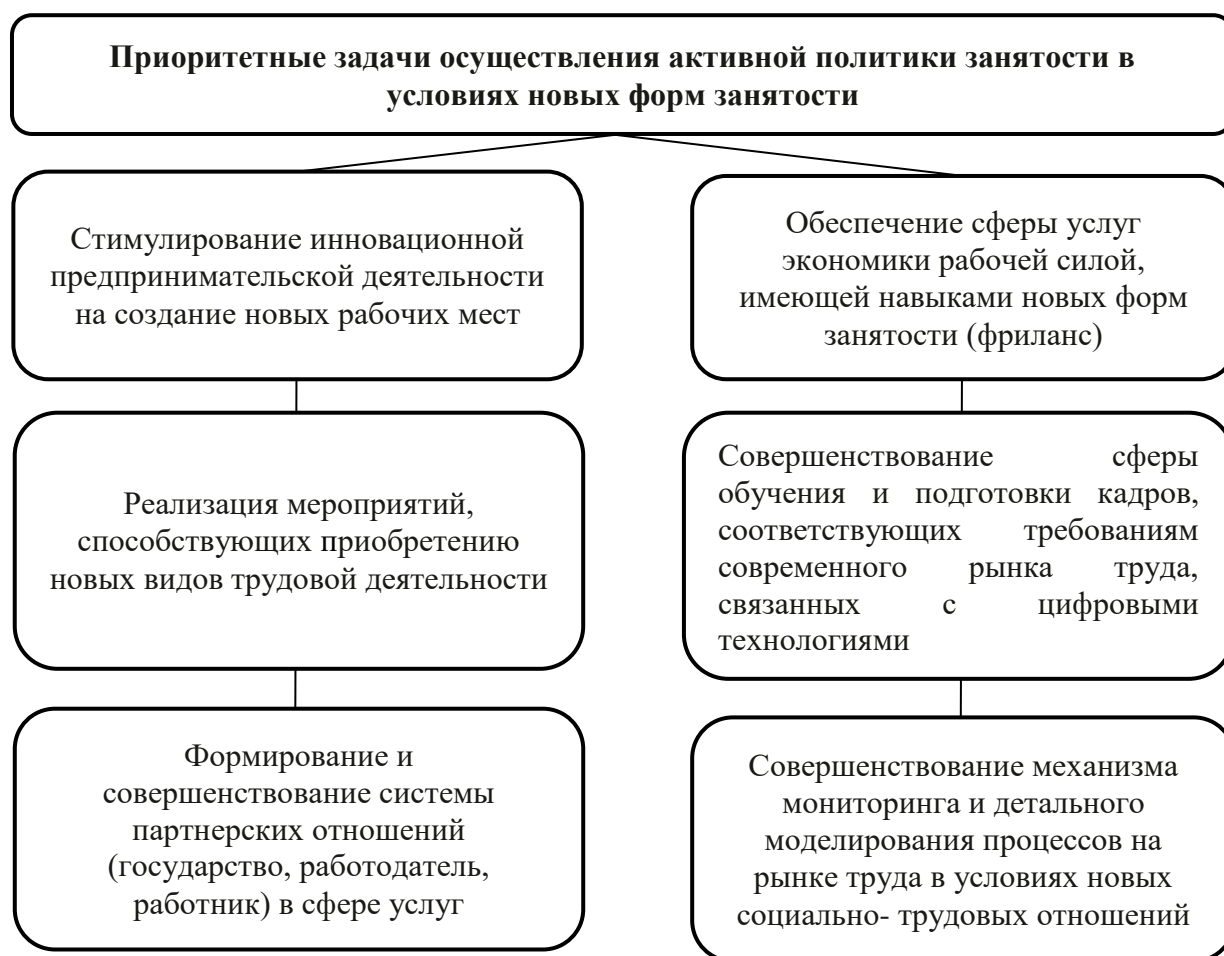 Приоритетные задачи осуществления активной политики занятости в
условиях новых форм занятости
Стимулирование инновационной
предпринимательской деятельности
на создание новых рабочих мест
Реализация мероприятий,
способствующих приобретению
новых видов трудовой деятельности
Формирование и
совершенствование системы
партнерских отношений
(государство, работодатель,
работник) в сфере услуг
Обеспечение сферы услуг
экономики рабочей силой,
имеющей навыками новых форм
занятости (фриланс)
Совершенствование сферы
обучения и подготовки кадров,
соответствующих требованиям
современного рынка труда,
связанных с цифровыми
технологиями
Совершенствование механизма
мониторинга и детального
моделирования процессов на
рынке труда в условиях новых
социально- трудовых отношений